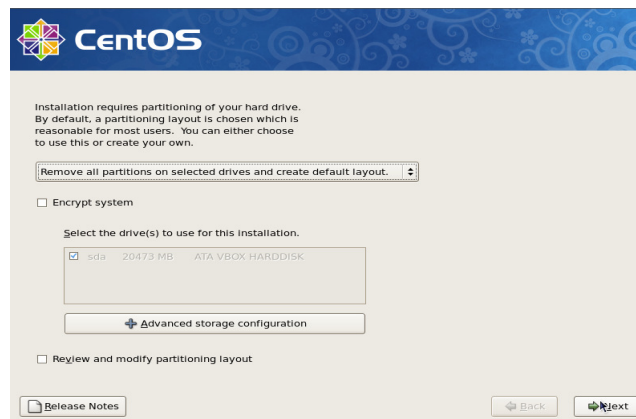 CentOS
Installation requires partitioning of your hard drive.
By default, a partitioning layout is chosen which is
reasonable for most users.  You can either choose
to use this or create your own.
Remove all partitions on selected drives and create default layout.
Encrypt system
Select the drive(s) to use for this installation.
sda 20473 MB ATA VBOX HARDDISK
Advanced storage configuration
Review and modify partitioning layout
Release Notes
Back
Next